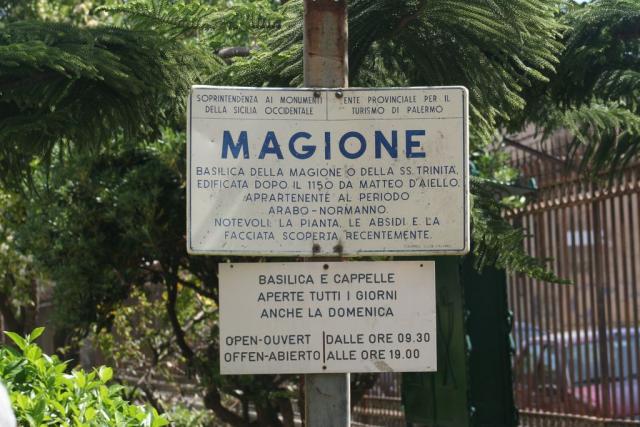 SOPRINTENDENZA AI MONUMENTI
DELLA SICILIA OCCIDENTALE
ENTE PROVINCIALE PER IL
TURISMO DI PALERMO
MAGIONE
BASILICA DELLA MAGIONE O DELLA SS. TRINITA,
EDIFICATA DOPO IL 1150 DA MATTEO D'AIELLO.
APPARTENENTE AL PERIODO
ARABO-NORMANNO.
NOTEVOLI LA PIANTA, LE ABSIDI E LA
FACCIATA SCOPERTA RECENTEMENTE.
BASILICA E CAPPELLE
APERTE TUTTI I GIORNI
ANCHE LA DOMENICA
OPEN-OUVERT DALLE ORE 09.30
OFFEN-ABIERTO ALLE ORE 19.00